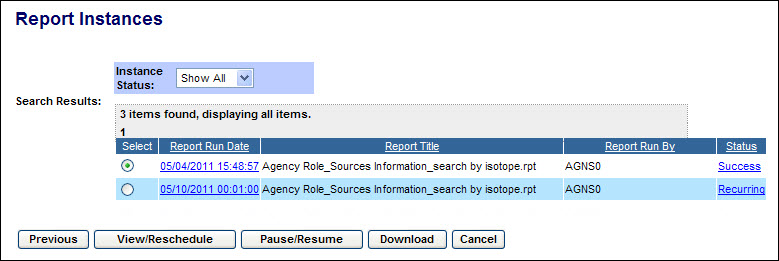 Report Instances
Instance Status: Show All
Search Results:
3 items found, displaying all items.
1
Select Report Run Date Report Title Report Run By Status
05/04/2011 15:48:57 Agency Role_Sources Information_search by isotope.rpt AGNS0 Success
05/10/2011 00:01:00 Agency Role_Sources Information_search by isotope.rpt AGNS0 Recurring
Previous View/Reschedule Pause/Resume Download Cancel